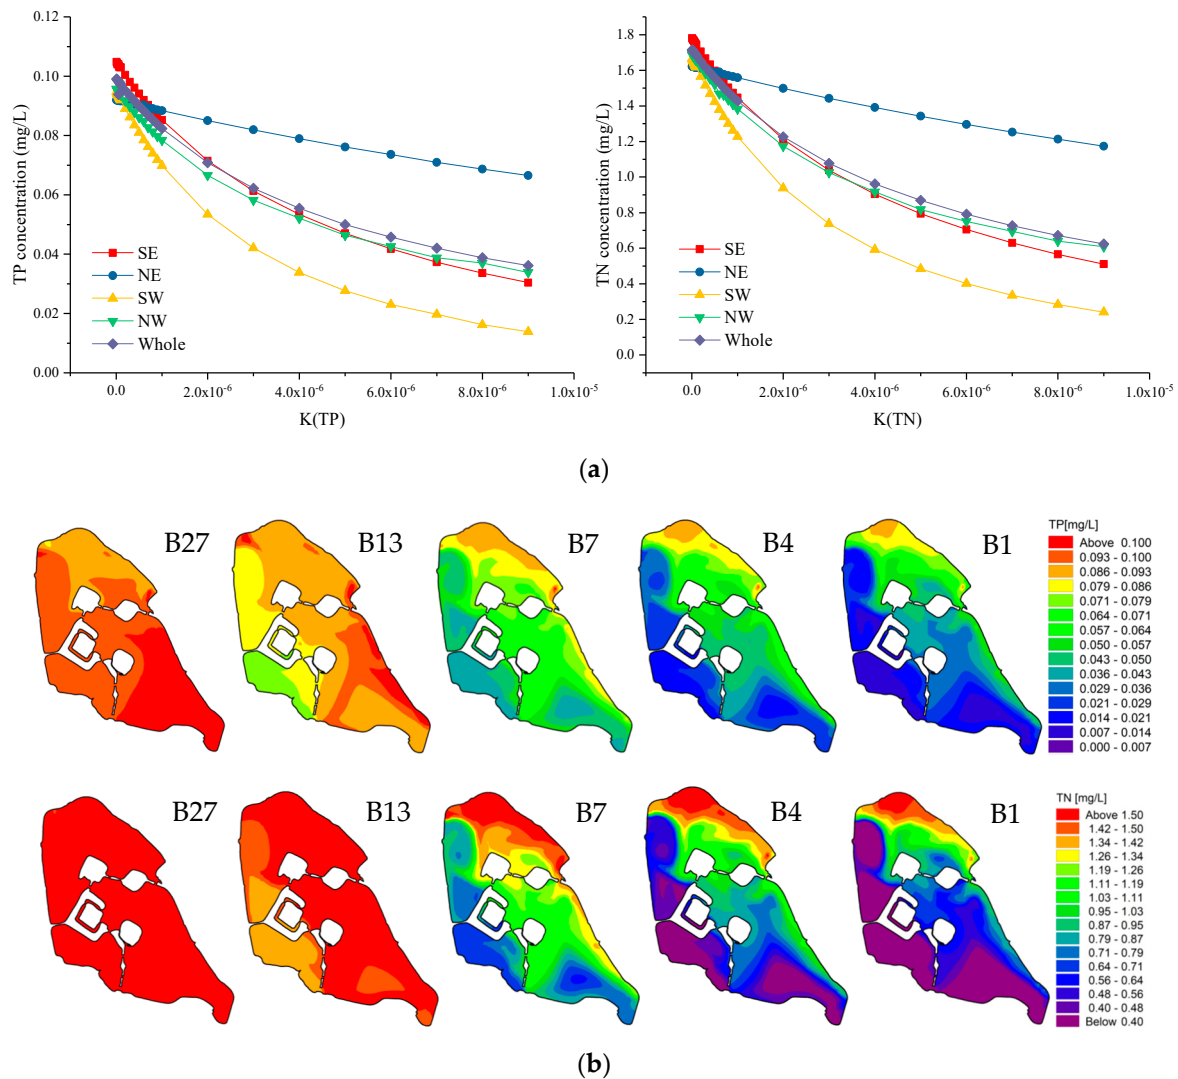 0.12
0.10
0.08
0.06
0.04
0.02
0.00
TP concentration (mg/L)
SE
NE
SW
NW
Whole
0.0
2.0x10⁻⁶
4.0x10⁻⁶
6.0x10⁻⁶
8.0x10⁻⁶
1.0x10⁻⁵
K(TP)
1.8
1.6
1.4
1.2
1.0
0.8
0.6
0.4
0.2
0.0
TN concentration (mg/L)
SE
NE
SW
NW
Whole
0.0
2.0x10⁻⁶
4.0x10⁻⁶
6.0x10⁻⁶
8.0x10⁻⁶
1.0x10⁻⁵
K(TN)
(a)
B27
B13
B7
B4
B1
TP[mg/L]
Above 0.100
0.093 - 0.100
0.086 - 0.093
0.079 - 0.086
0.071 - 0.079
0.064 - 0.071
0.057 - 0.064
0.050 - 0.057
0.043 - 0.050
0.036 - 0.043
0.029 - 0.036
0.021 - 0.029
0.014 - 0.021
0.007 - 0.014
0.000 - 0.007
B27
B13
B7
B4
B1
TN [mg/L]
Above 1.50
1.42 - 1.50
1.34 - 1.42
1.26 - 1.34
1.19 - 1.26
1.11 - 1.19
1.03 - 1.11
0.95 - 1.03
0.87 - 0.95
0.79 - 0.87
0.71 - 0.79
0.64 - 0.71
0.56 - 0.64
0.48 - 0.56
0.40 - 0.48
Below 0.40
(b)